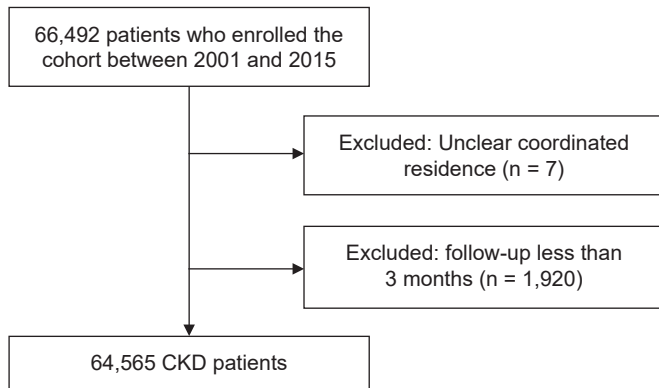 66,492 patients who enrolled the
cohort between 2001 and 2015
Excluded: Unclear coordinated
residence (n = 7)
Excluded: follow-up less than
3 months (n = 1,920)
64,565 CKD patients